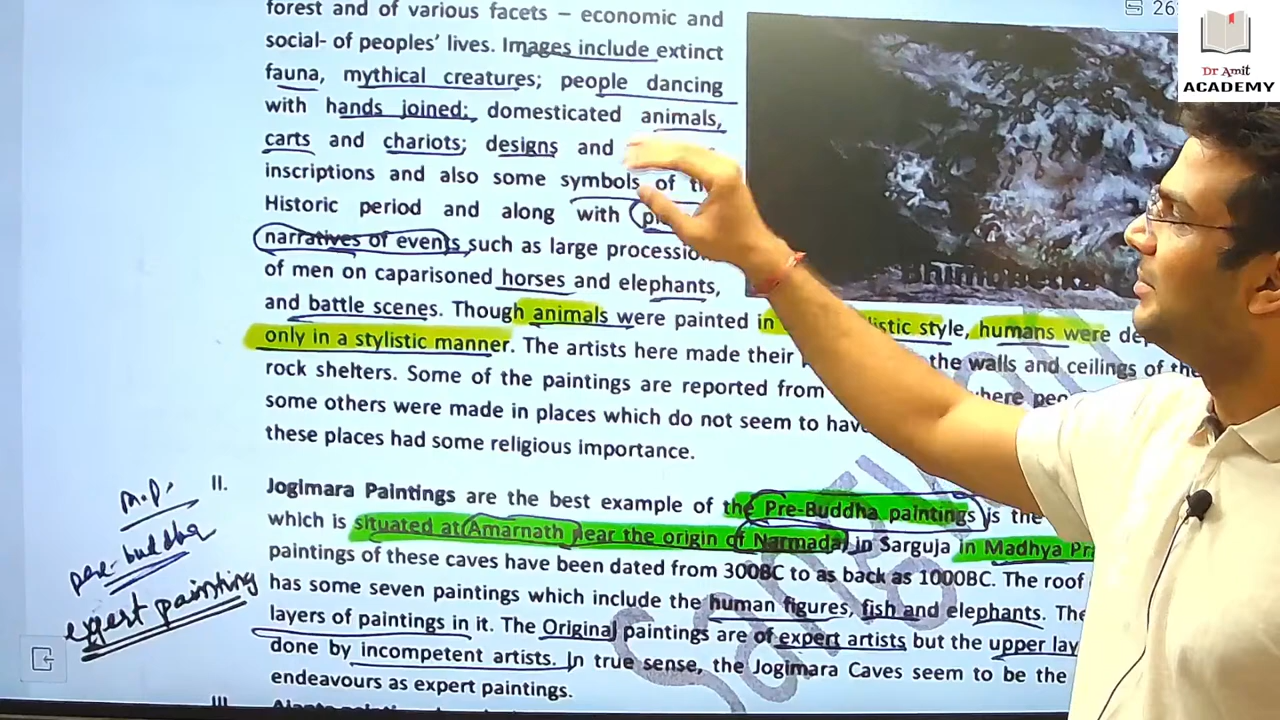 forest and of various facets – economic and
26
social- of peoples' lives. Images include extinct
fauna, mythical creatures; people dancing
with hands joined; domesticated animals,
carts and chariots; designs and
inscriptions and also some symbols of
Historic period and along with
narratives of events such as large
of men on caparisoned horses and elephants,
and battle scenes. Though animals were painted in style, humans were
only in a stylistic manner. The artists here made their the walls and ceilings of
rock shelters. Some of the paintings are reported from
some others were made in places which do not seem to
these places had some religious importance.
Bhimbetka
Dr Amit
ACADEMY
II. Jogimara Paintings are the best example of the Pre-Buddha paintings is the
which is situated at Amarnath near the origin of Narmada in Sarguja in Madhya
paintings of these caves have been dated from 300BC to as back as 1000BC. The roof
has some seven paintings which include the human figures, fish and elephants.
layers of paintings in it. The Original paintings are of expert artists but the upper
done by incompetent artists. In true sense, the Jogimara Caves seem to be the
endeavours as expert paintings.
III.
M.P.
pre-buddha
expert painting